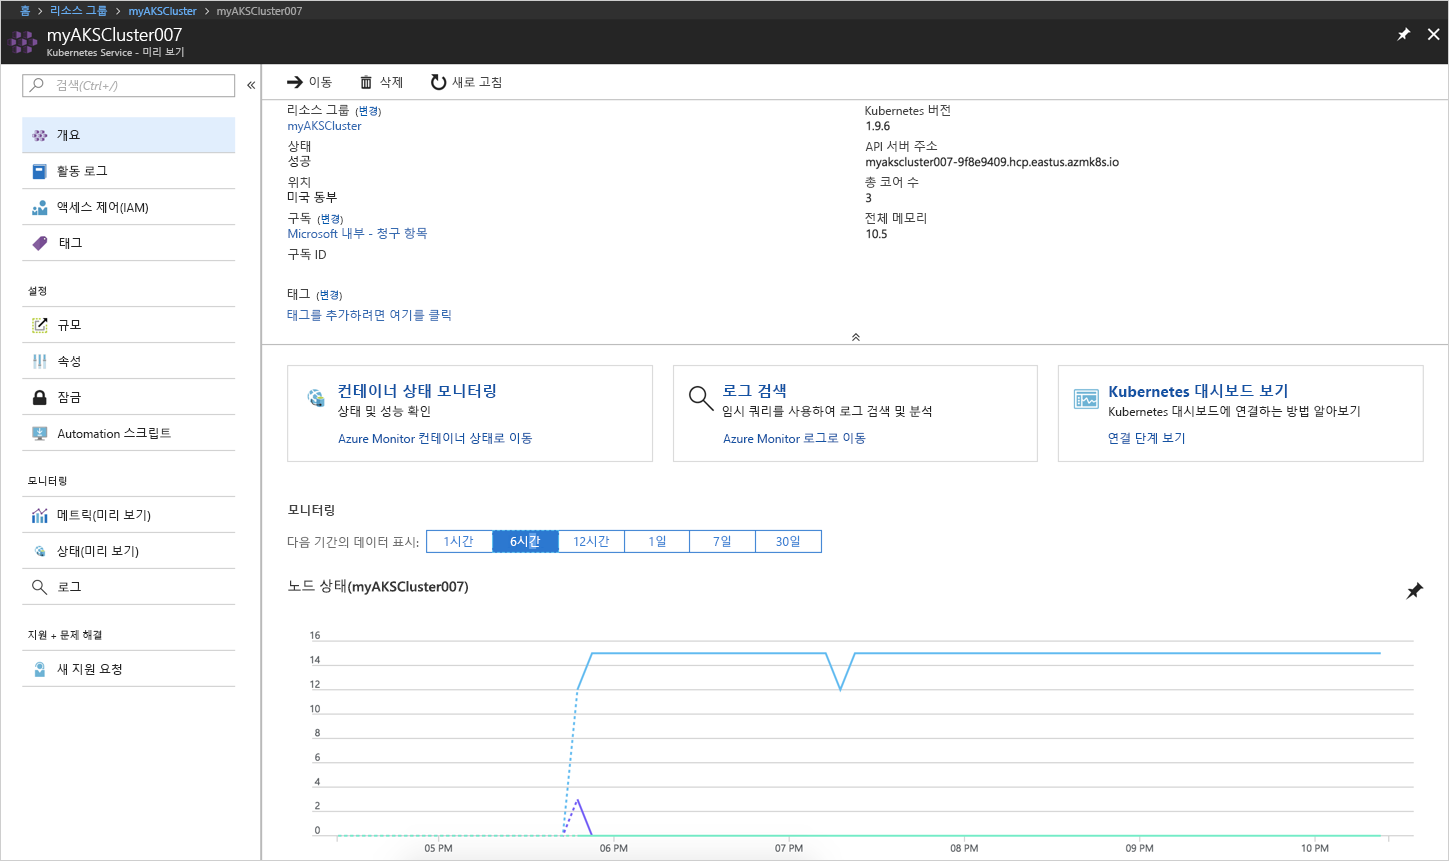 홈 > 리소스 그룹 > myAKSCluster > myAKSCluster007
myAKSCluster007
Kubernetes Service - 미리 보기
검색(Ctrl+/)
개요
활동 로그
액세스 제어(IAM)
태그
설정
규모
속성
잠금
Automation 스크립트
모니터링
메트릭(미리 보기)
상태(미리 보기)
로그
지원 + 문제 해결
새 지원 요청
이동 삭제 새로 고침
리소스 그룹 (변경)
myAKSCluster
상태
성공
위치
미국 동부
구독 (변경)
Microsoft 내부 - 청구 항목
구독 ID
태그 (변경)
태그를 추가하려면 여기를 클릭
Kubernetes 버전
1.9.6
API 서버 주소
myakscluster007-9f8e9409.hcp.eastus.azmk8s.io
총 코어 수
3
전체 메모리
10.5
컨테이너 상태 모니터링
상태 및 성능 확인
Azure Monitor 컨테이너 상태로 이동
로그 검색
임시 쿼리를 사용하여 로그 검색 및 분석
Azure Monitor 로그로 이동
Kubernetes 대시보드 보기
Kubernetes 대시보드에 연결하는 방법 알아보기
연결 단계 보기
모니터링
다음 기간의 데이터 표시: 1시간 6시간 12시간 1일 7일 30일
노드 상태(myAKSCluster007)
16
14
12
10
8
6
4
2
0
05 PM 06 PM 07 PM 08 PM 09 PM 10 PM